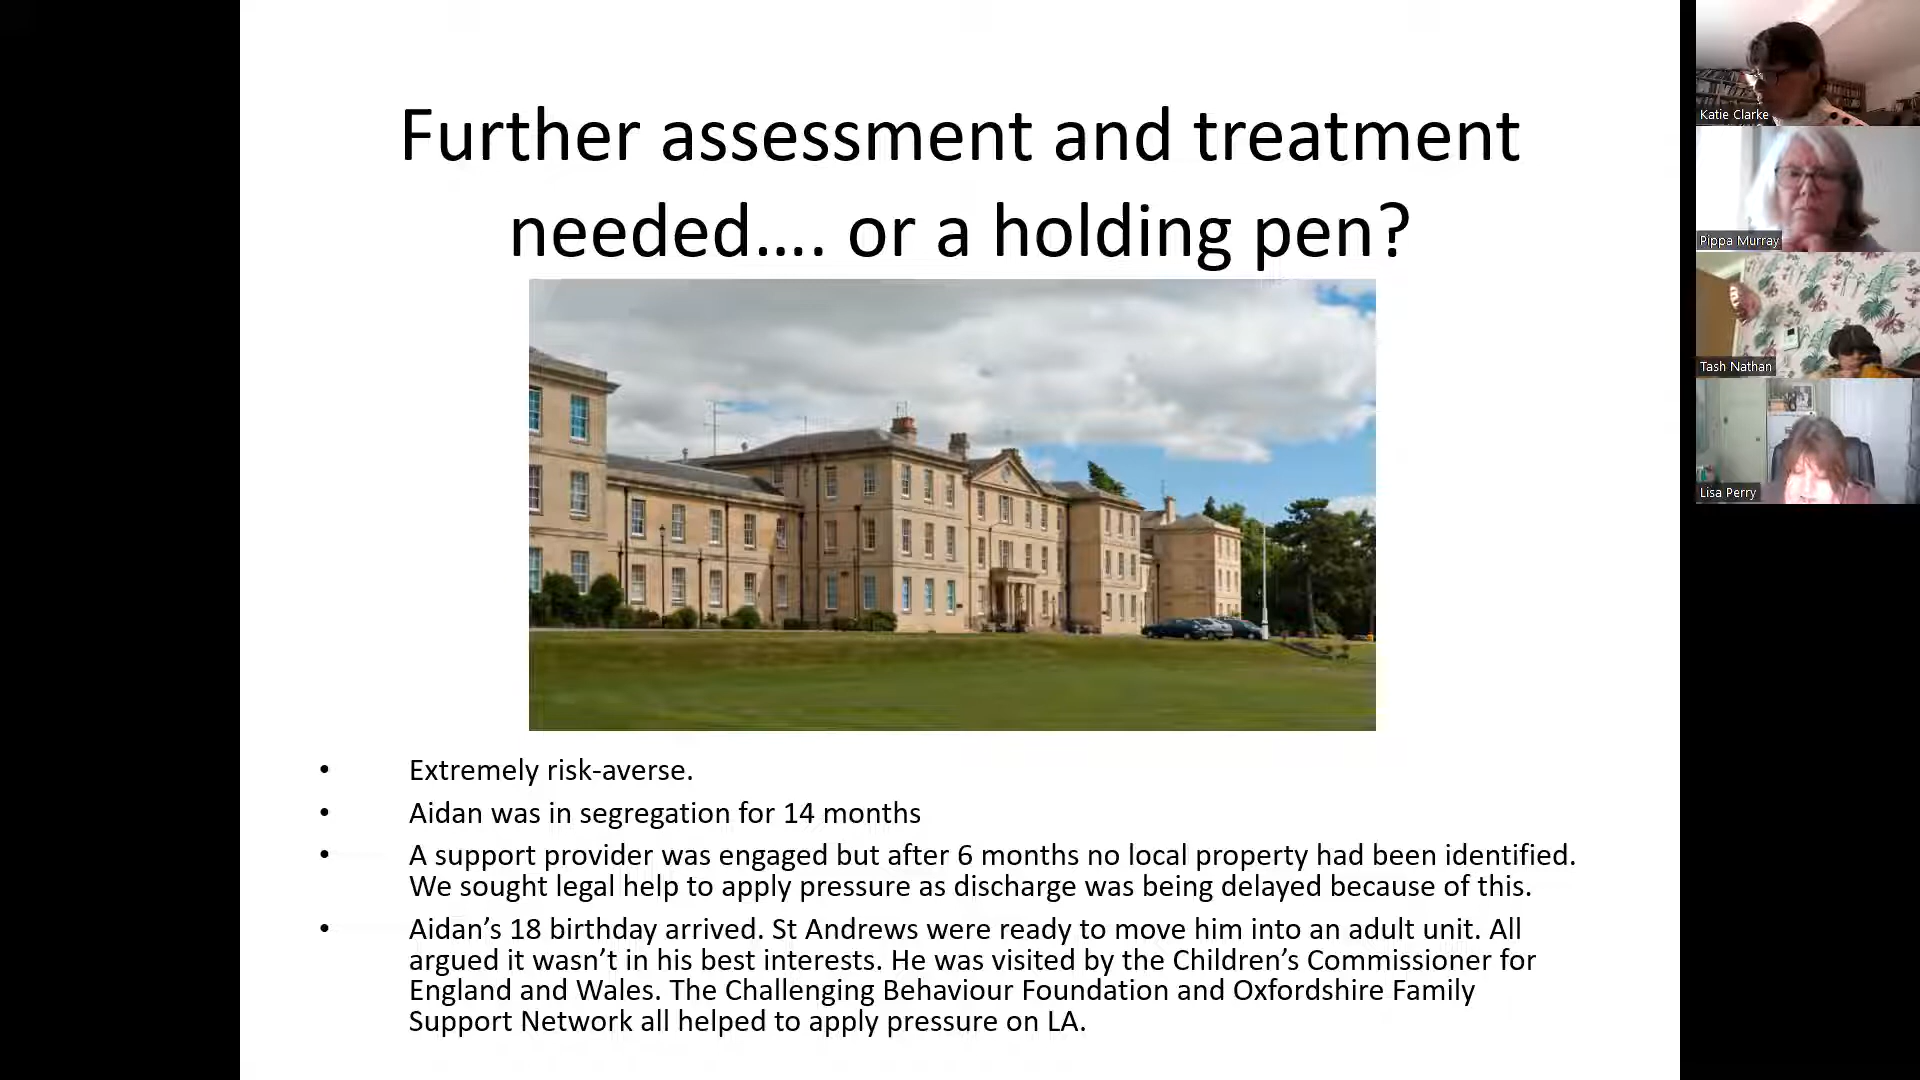 Further assessment and treatment
needed.... or a holding pen?
• Extremely risk-averse.
• Aidan was in segregation for 14 months
• A support provider was engaged but after 6 months no local property had been identified.
We sought legal help to apply pressure as discharge was being delayed because of this.
• Aidan’s 18 birthday arrived. St Andrews were ready to move him into an adult unit. All
argued it wasn’t in his best interests. He was visited by the Children’s Commissioner for
England and Wales. The Challenging Behaviour Foundation and Oxfordshire Family
Support Network all helped to apply pressure on LA.
Katie Clarke
Pippa Murray
Tash Nathan
Lisa Perry